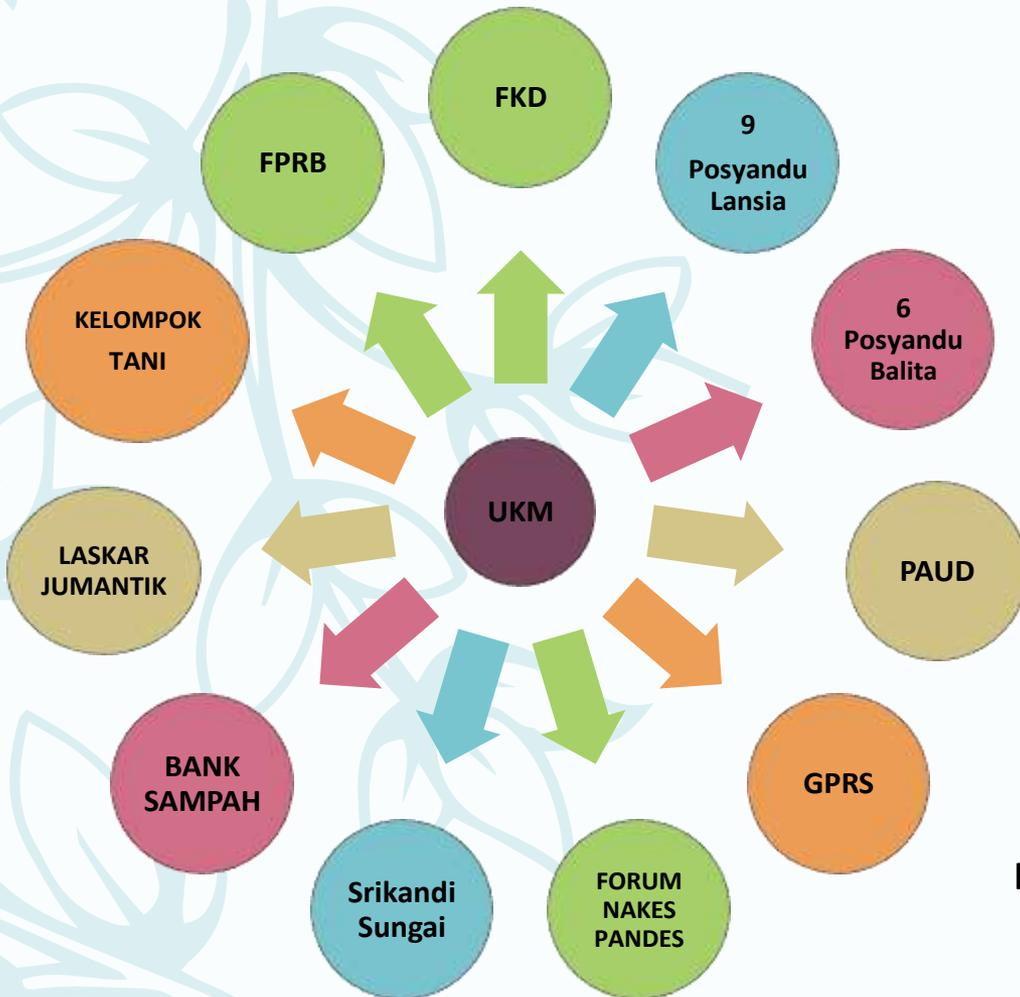 FKD
9
Posyandu
Lansia
6
Posyandu
Balita
PAUD
GPRS
FORUM
NAKES
PANDES
Srikandi
Sungai
BANK
SAMPAH
LASKAR
JUMANTIK
KELOMPOK
TANI
FPRB
UKM